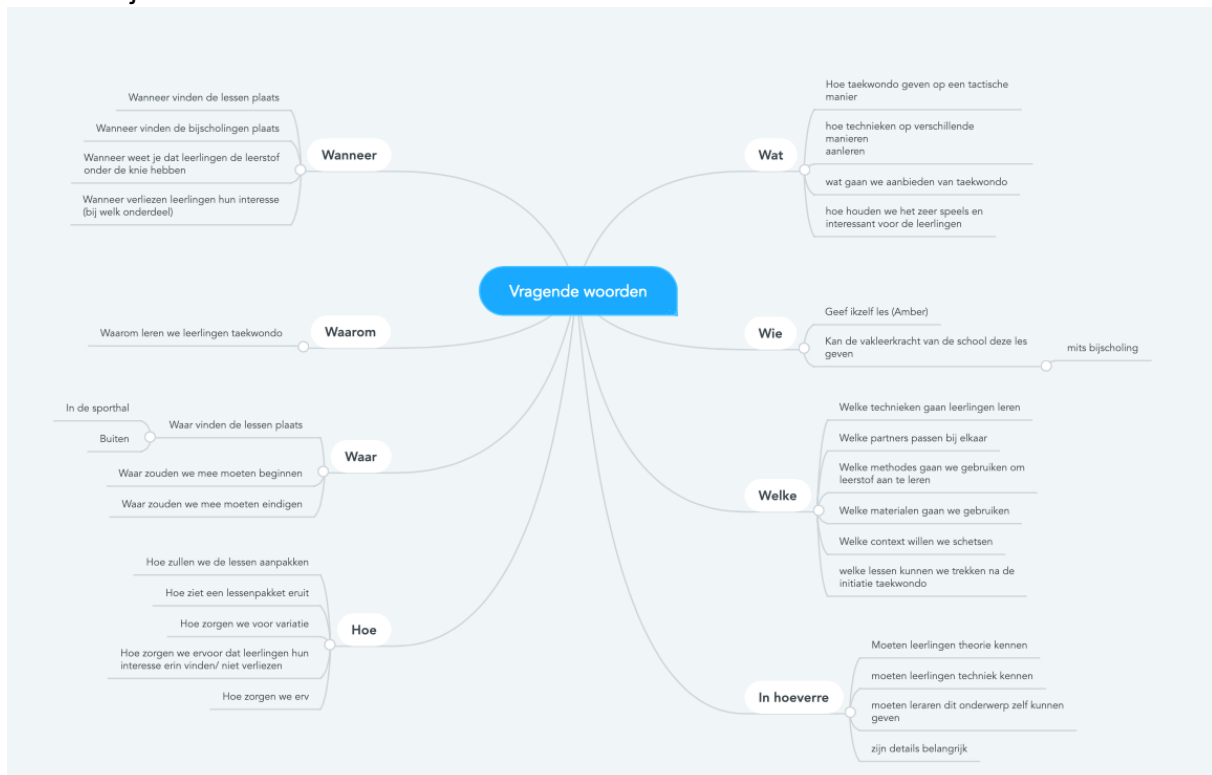 Vragende woorden
Wanneer
Wanneer vinden de lessen plaats
Wanneer vinden de bijscholingen plaats
Wanneer weet je dat leerlingen de leerstof
onder de knie hebben
Wanneer verliezen leerlingen hun interesse
(bij welk onderdeel)
Waarom
Waarom leren we leerlingen taekwondo
Waar
Waar vinden de lessen plaats
In de sporthal
Buiten
Waar zouden we mee moeten beginnen
Waar zouden we mee moeten eindigen
Hoe
Hoe zullen we de lessen aanpakken
Hoe ziet een lessenpakket eruit
Hoe zorgen we voor variatie
Hoe zorgen we ervoor dat leerlingen hun
interesse erin vinden/ niet verliezen
Hoe zorgen we erv
Wat
Hoe taekwondo geven op een tactische
manier
hoe technieken op verschillende
manieren
aanleren
wat gaan we aanbieden van taekwondo
hoe houden we het zeer speels en
interessant voor de leerlingen
Wie
Geef ikzelf les (Amber)
Kan de vakleerkracht van de school deze les
geven
mits bijscholing
Welke
Welke technieken gaan leerlingen leren
Welke partners passen bij elkaar
Welke methodes gaan we gebruiken om
leerstof aan te leren
Welke materialen gaan we gebruiken
Welke context willen we schetsen
welke lessen kunnen we trekken na de
initiatie taekwondo
In hoeverre
Moeten leerlingen theorie kennen
moeten leerlingen techniek kennen
moeten leraren dit onderwerp zelf kunnen
geven
zijn details belangrijk